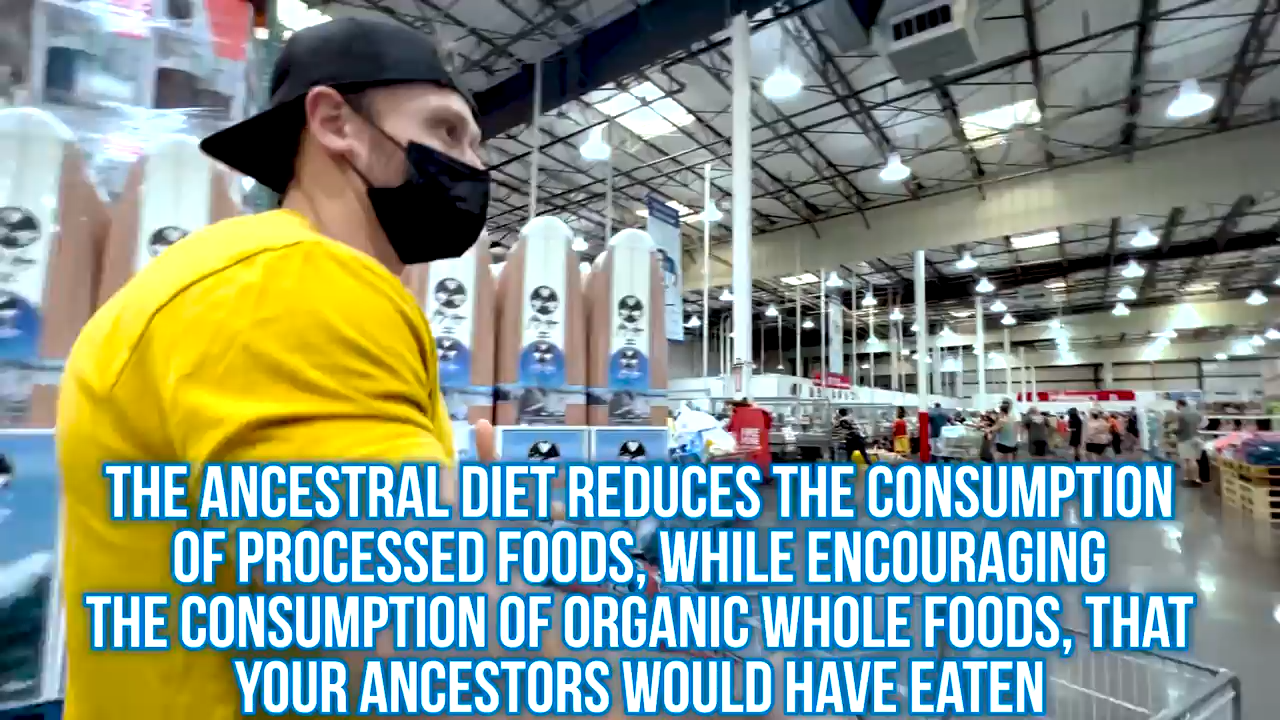 THE ANCESTRAL DIET REDUCES THE CONSUMPTION
OF PROCESSED FOODS, WHILE ENCOURAGING
THE CONSUMPTION OF ORGANIC WHOLE FOODS, THAT
YOUR ANCESTORS WOULD HAVE EATEN